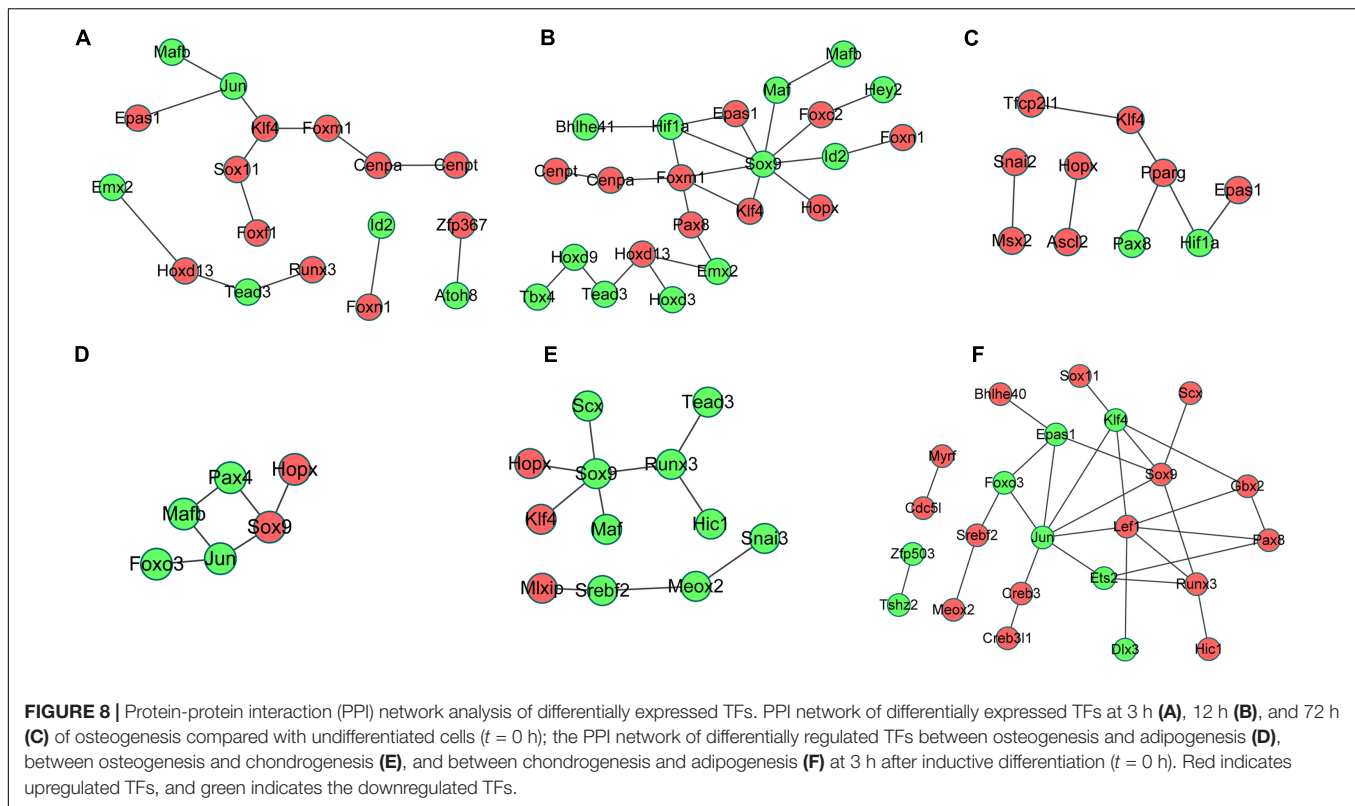 A
Mafb
Jun
Epas1
Klf4
Foxm1
Sox11
Cenpa
Cenpt
Emx2
Foxf1
Id2
Zfp367
Hoxd13
Runx3
Tead3
Foxn1
Atoh8
B
Mafb
Maf
Hey2
Epas1
Foxc2
Bhlhe41
Hif1a
Foxn1
Id2
Sox9
Cenpt
Cenpa
Foxm1
Klf4
Hopx
Pax8
Hoxd9
Hoxd13
Emx2
Tbx4
Tead3
Hoxd3
C
Tfcp2l1
Klf4
Snai2
Hopx
Pparg
Epas1
Msx2
Ascl2
Pax8
Hif1a
D
Pax4
Hopx
Mafb
Sox9
Foxo3
Jun
E
Scx
Tead3
Hopx
Sox9
Runx3
Klf4
Maf
Hic1
Snai3
Mlxip
Srebf2
Meox2
F
Sox11
Bhlhe40
Scx
Klf4
Epas1
Myrf
Sox9
Foxo3
Gbx2
Cdc5l
Srebf2
Jun
Lef1
Pax8
Zfp503
Ets2
Runx3
Creb3
Tshz2
Meox2
Creb3l1
Dlx3
Hic1
FIGURE 8 | Protein-protein interaction (PPI) network analysis of differentially expressed TFs. PPI network of differentially expressed TFs at 3 h (A), 12 h (B), and 72 h
(C) of osteogenesis compared with undifferentiated cells (t = 0 h); the PPI network of differentially regulated TFs between osteogenesis and adipogenesis (D),
between osteogenesis and chondrogenesis (E), and between chondrogenesis and adipogenesis (F) at 3 h after inductive differentiation (t = 0 h). Red indicates
upregulated TFs, and green indicates the downregulated TFs.